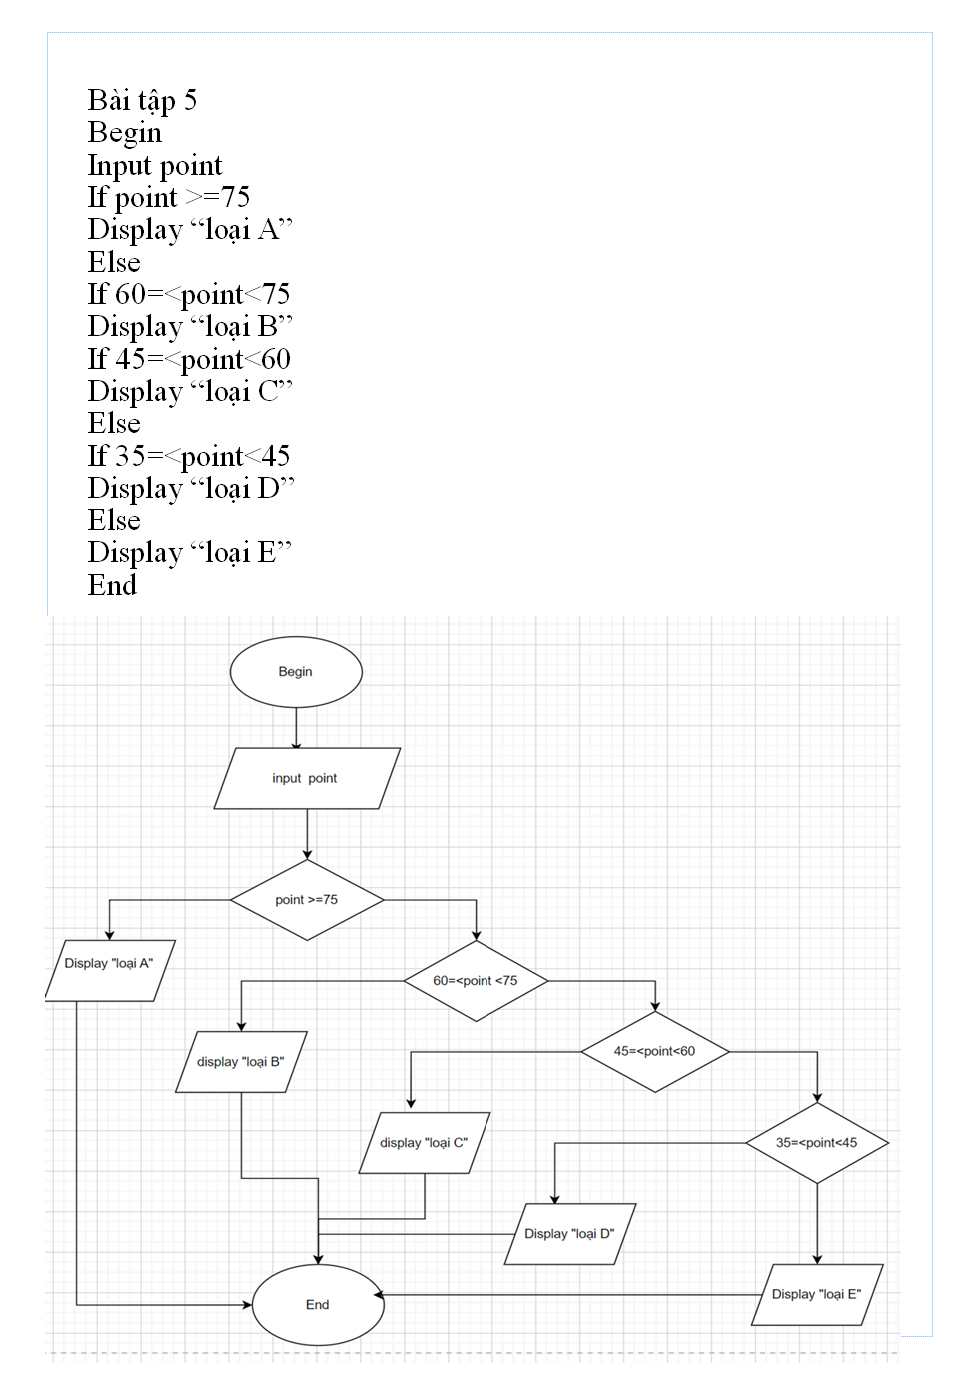 Bài tập 5
Begin
Input point
If point >=75
Display “loại A”
Else
If 60=<point<75
Display “loại B”
If 45=<point<60
Display “loại C”
Else
If 35=<point<45
Display “loại D”
Else
Display “loại E”
End
Begin
input point
point >=75
Display "loại A"
60=<point <75
display "loại B"
45=<point<60
display "loại C"
35=<point<45
Display "loại D"
Display "loại E"
End